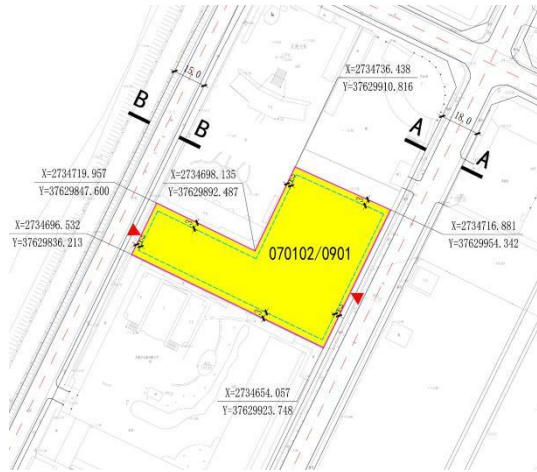 X=2734736.438
Y=37629910.816
15.0
B
B
A
18.0
A
X=2734719.957
Y=37629847.600
X=2734698.135
Y=37629892.487
X=2734696.532
Y=37629836.213
X=2734716.881
Y=37629954.342
070102/0901
X=2734654.057
Y=37629923.748